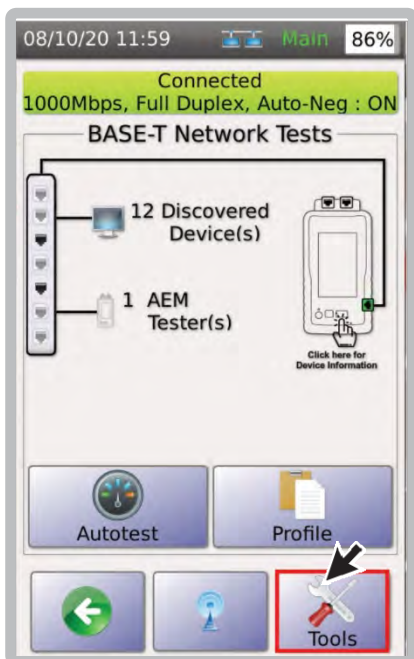 08/10/20 11:59 Main 86%
Connected
1000Mbps, Full Duplex, Auto-Neg : ON
BASE-T Network Tests
12 Discovered
Device(s)
1 AEM
Tester(s)
Click here for
Device Information
Autotest Profile
Tools